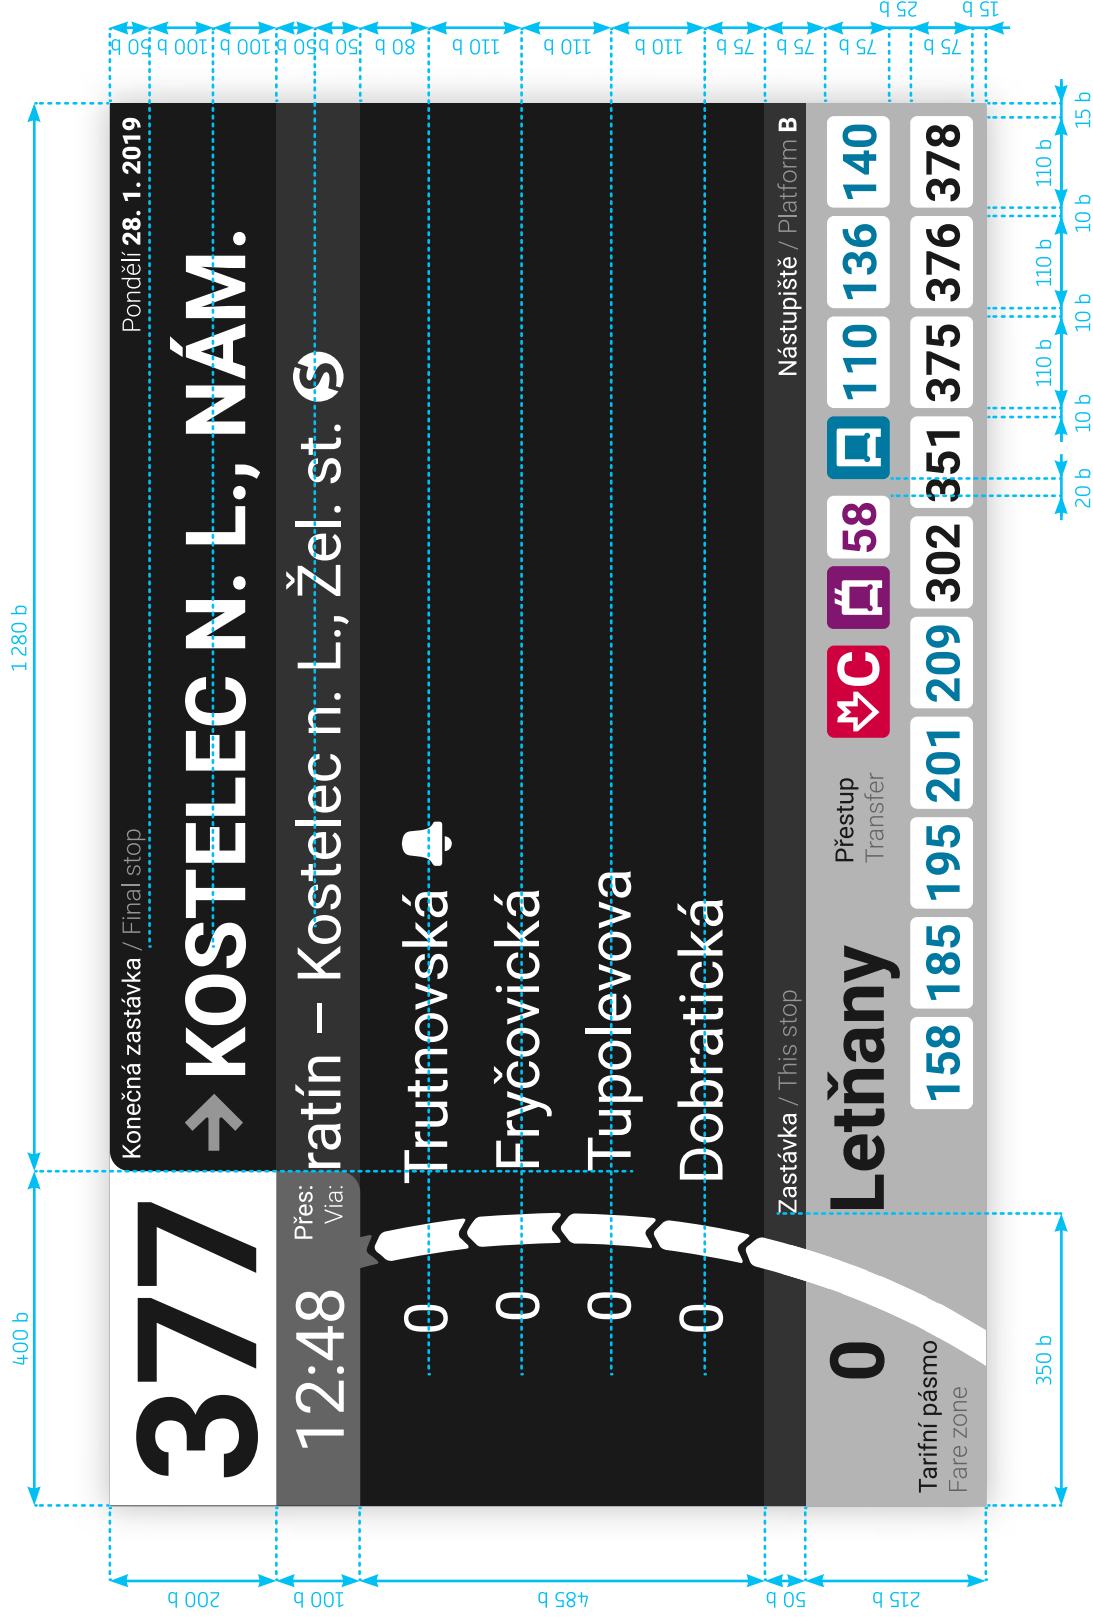 400 b
1 280 b
377
Konečná zastávka / Final stop
Pondělí 28. 1. 2019
KOSTELEC N. L., NÁM.
12:48
Přes:
Via:
ratín – Kostelec n. L., Žel. st.
0 Trutnovská
0 Fryčovická
0 Tupolevova
0 Dobratická
Zastávka / This stop
Nástupiště / Platform B
0 Letňany
Přestup
Transfer
C 58 110 136 140
Tarifní pásmo
Fare zone
158 185 195 201 209 302 351 375 376 378
200 b
100 b
485 b
50 b
215 b
50 b
100 b
100 b
50 b
50 b
80 b
110 b
110 b
110 b
75 b
75 b
75 b
25 b
75 b
15 b
350 b
20 b
10 b
110 b
10 b
110 b
10 b
110 b
15 b